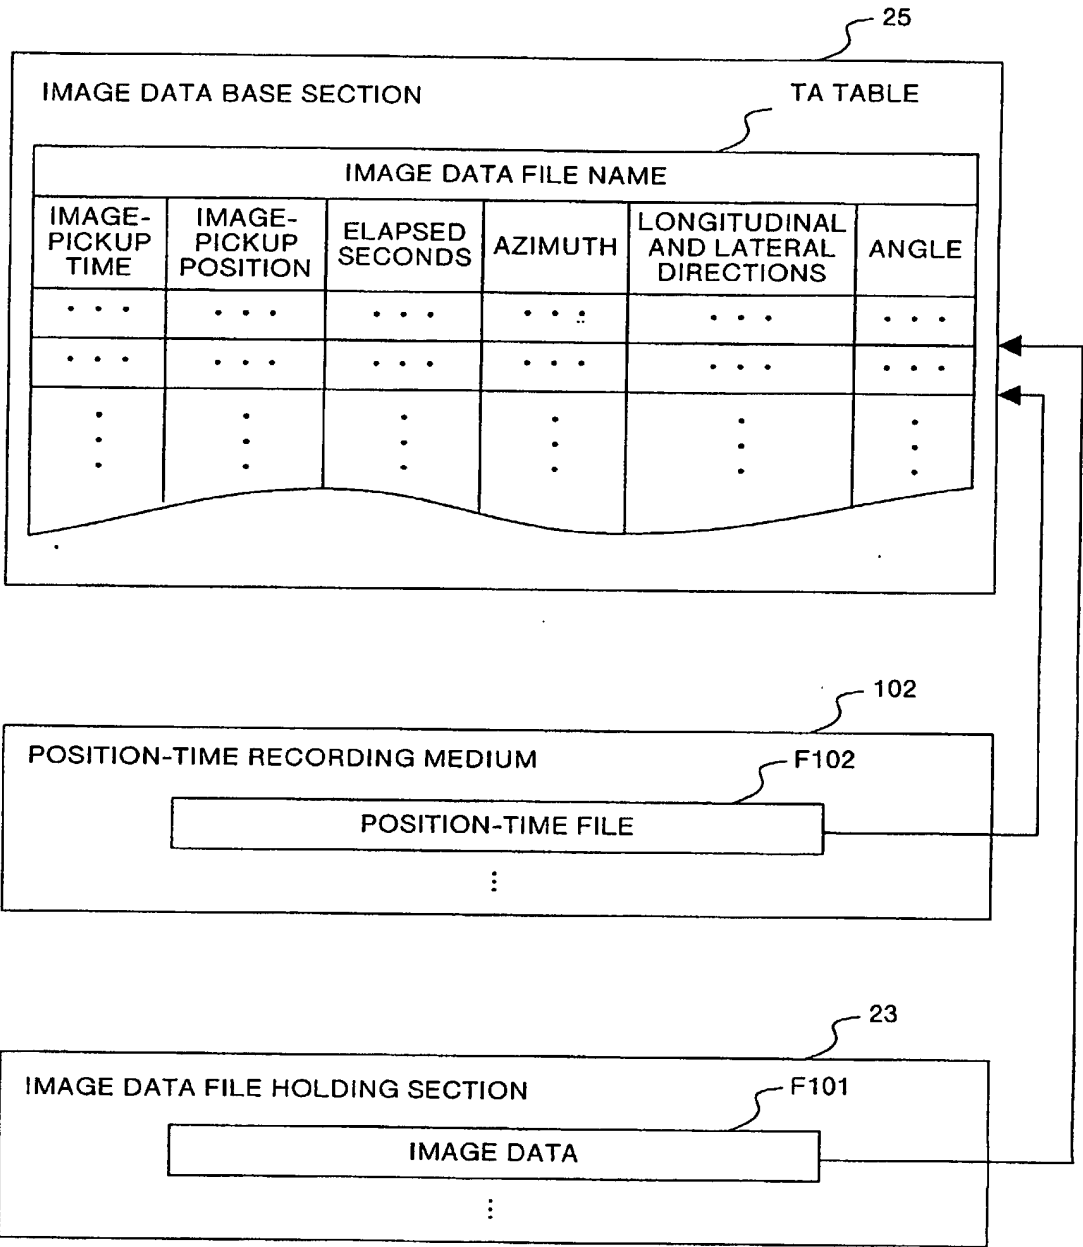 25
IMAGE DATA BASE SECTION
TA TABLE
IMAGE DATA FILE NAME
IMAGE-
PICKUP
TIME
IMAGE-
PICKUP
POSITION
ELAPSED
SECONDS
AZIMUTH
LONGITUDINAL
AND LATERAL
DIRECTIONS
ANGLE
102
POSITION-TIME RECORDING MEDIUM
F102
POSITION-TIME FILE
23
IMAGE DATA FILE HOLDING SECTION
F101
IMAGE DATA